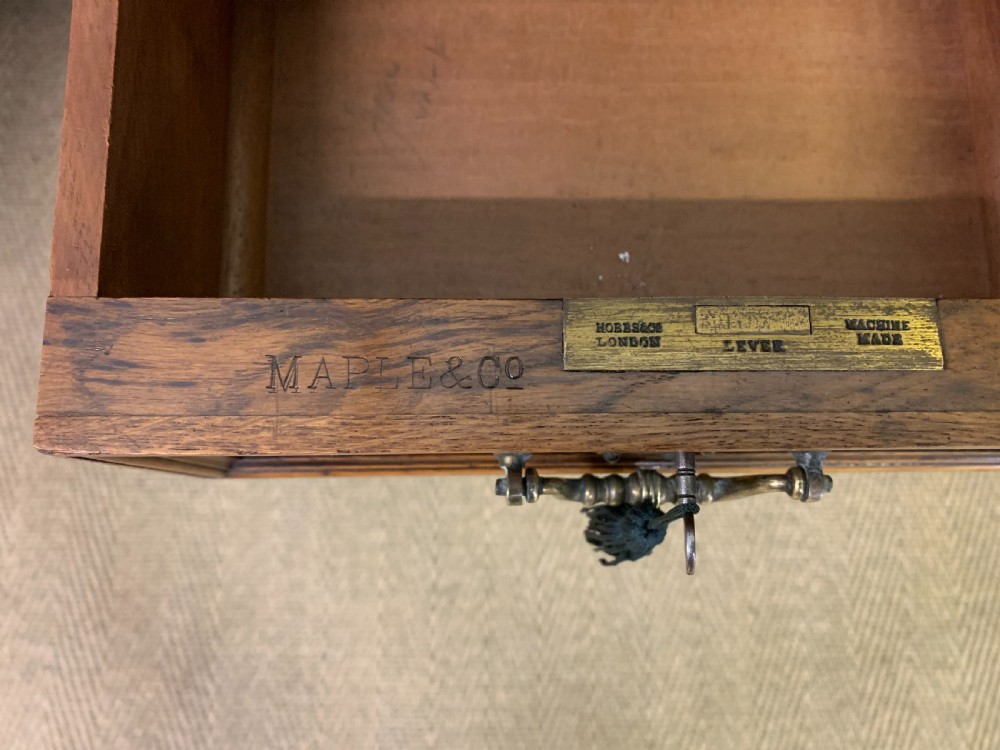 MAPLE & Cº
HOBBS & Co
LONDON
LEVER
MACHINE
MADE